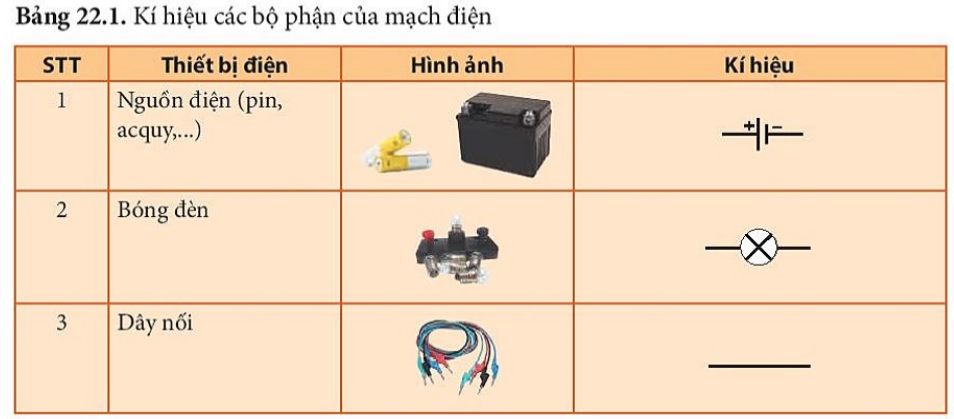 Bảng 22.1. Kí hiệu các bộ phận của mạch điện
STT Thiết bị điện Hình ảnh Kí hiệu
1 Nguồn điện (pin,
acquy,...)
+ -
2 Bóng đèn
3 Dây nối